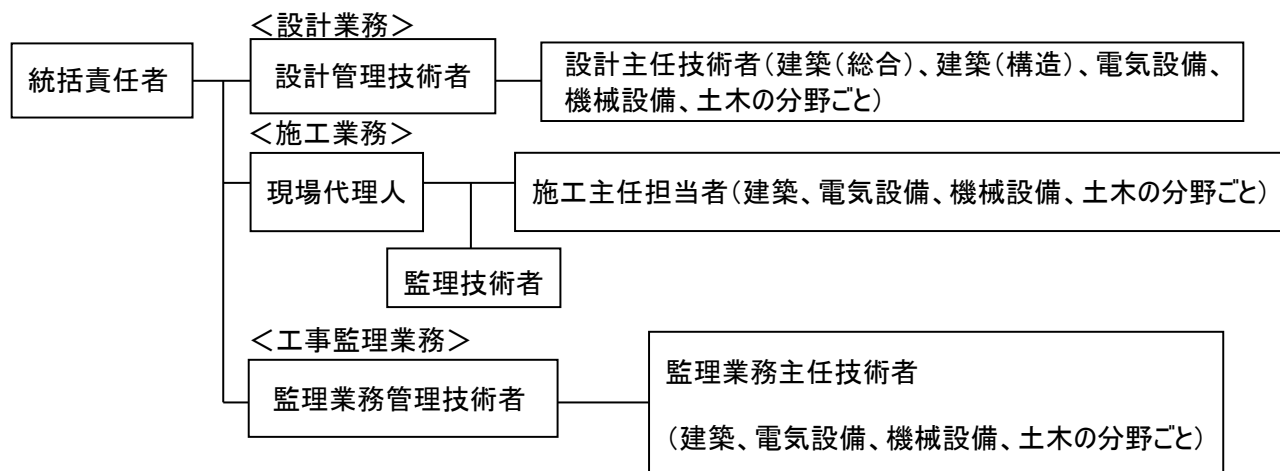 <設計業務>
統括責任者
設計管理技術者
設計主任技術者(建築(総合)、建築(構造)、電気設備、
機械設備、土木の分野ごと)
<施工業務>
現場代理人
施工主任担当者(建築、電気設備、機械設備、土木の分野ごと)
監理技術者
<工事監理業務>
監理業務管理技術者
監理業務主任技術者
(建築、電気設備、機械設備、土木の分野ごと)